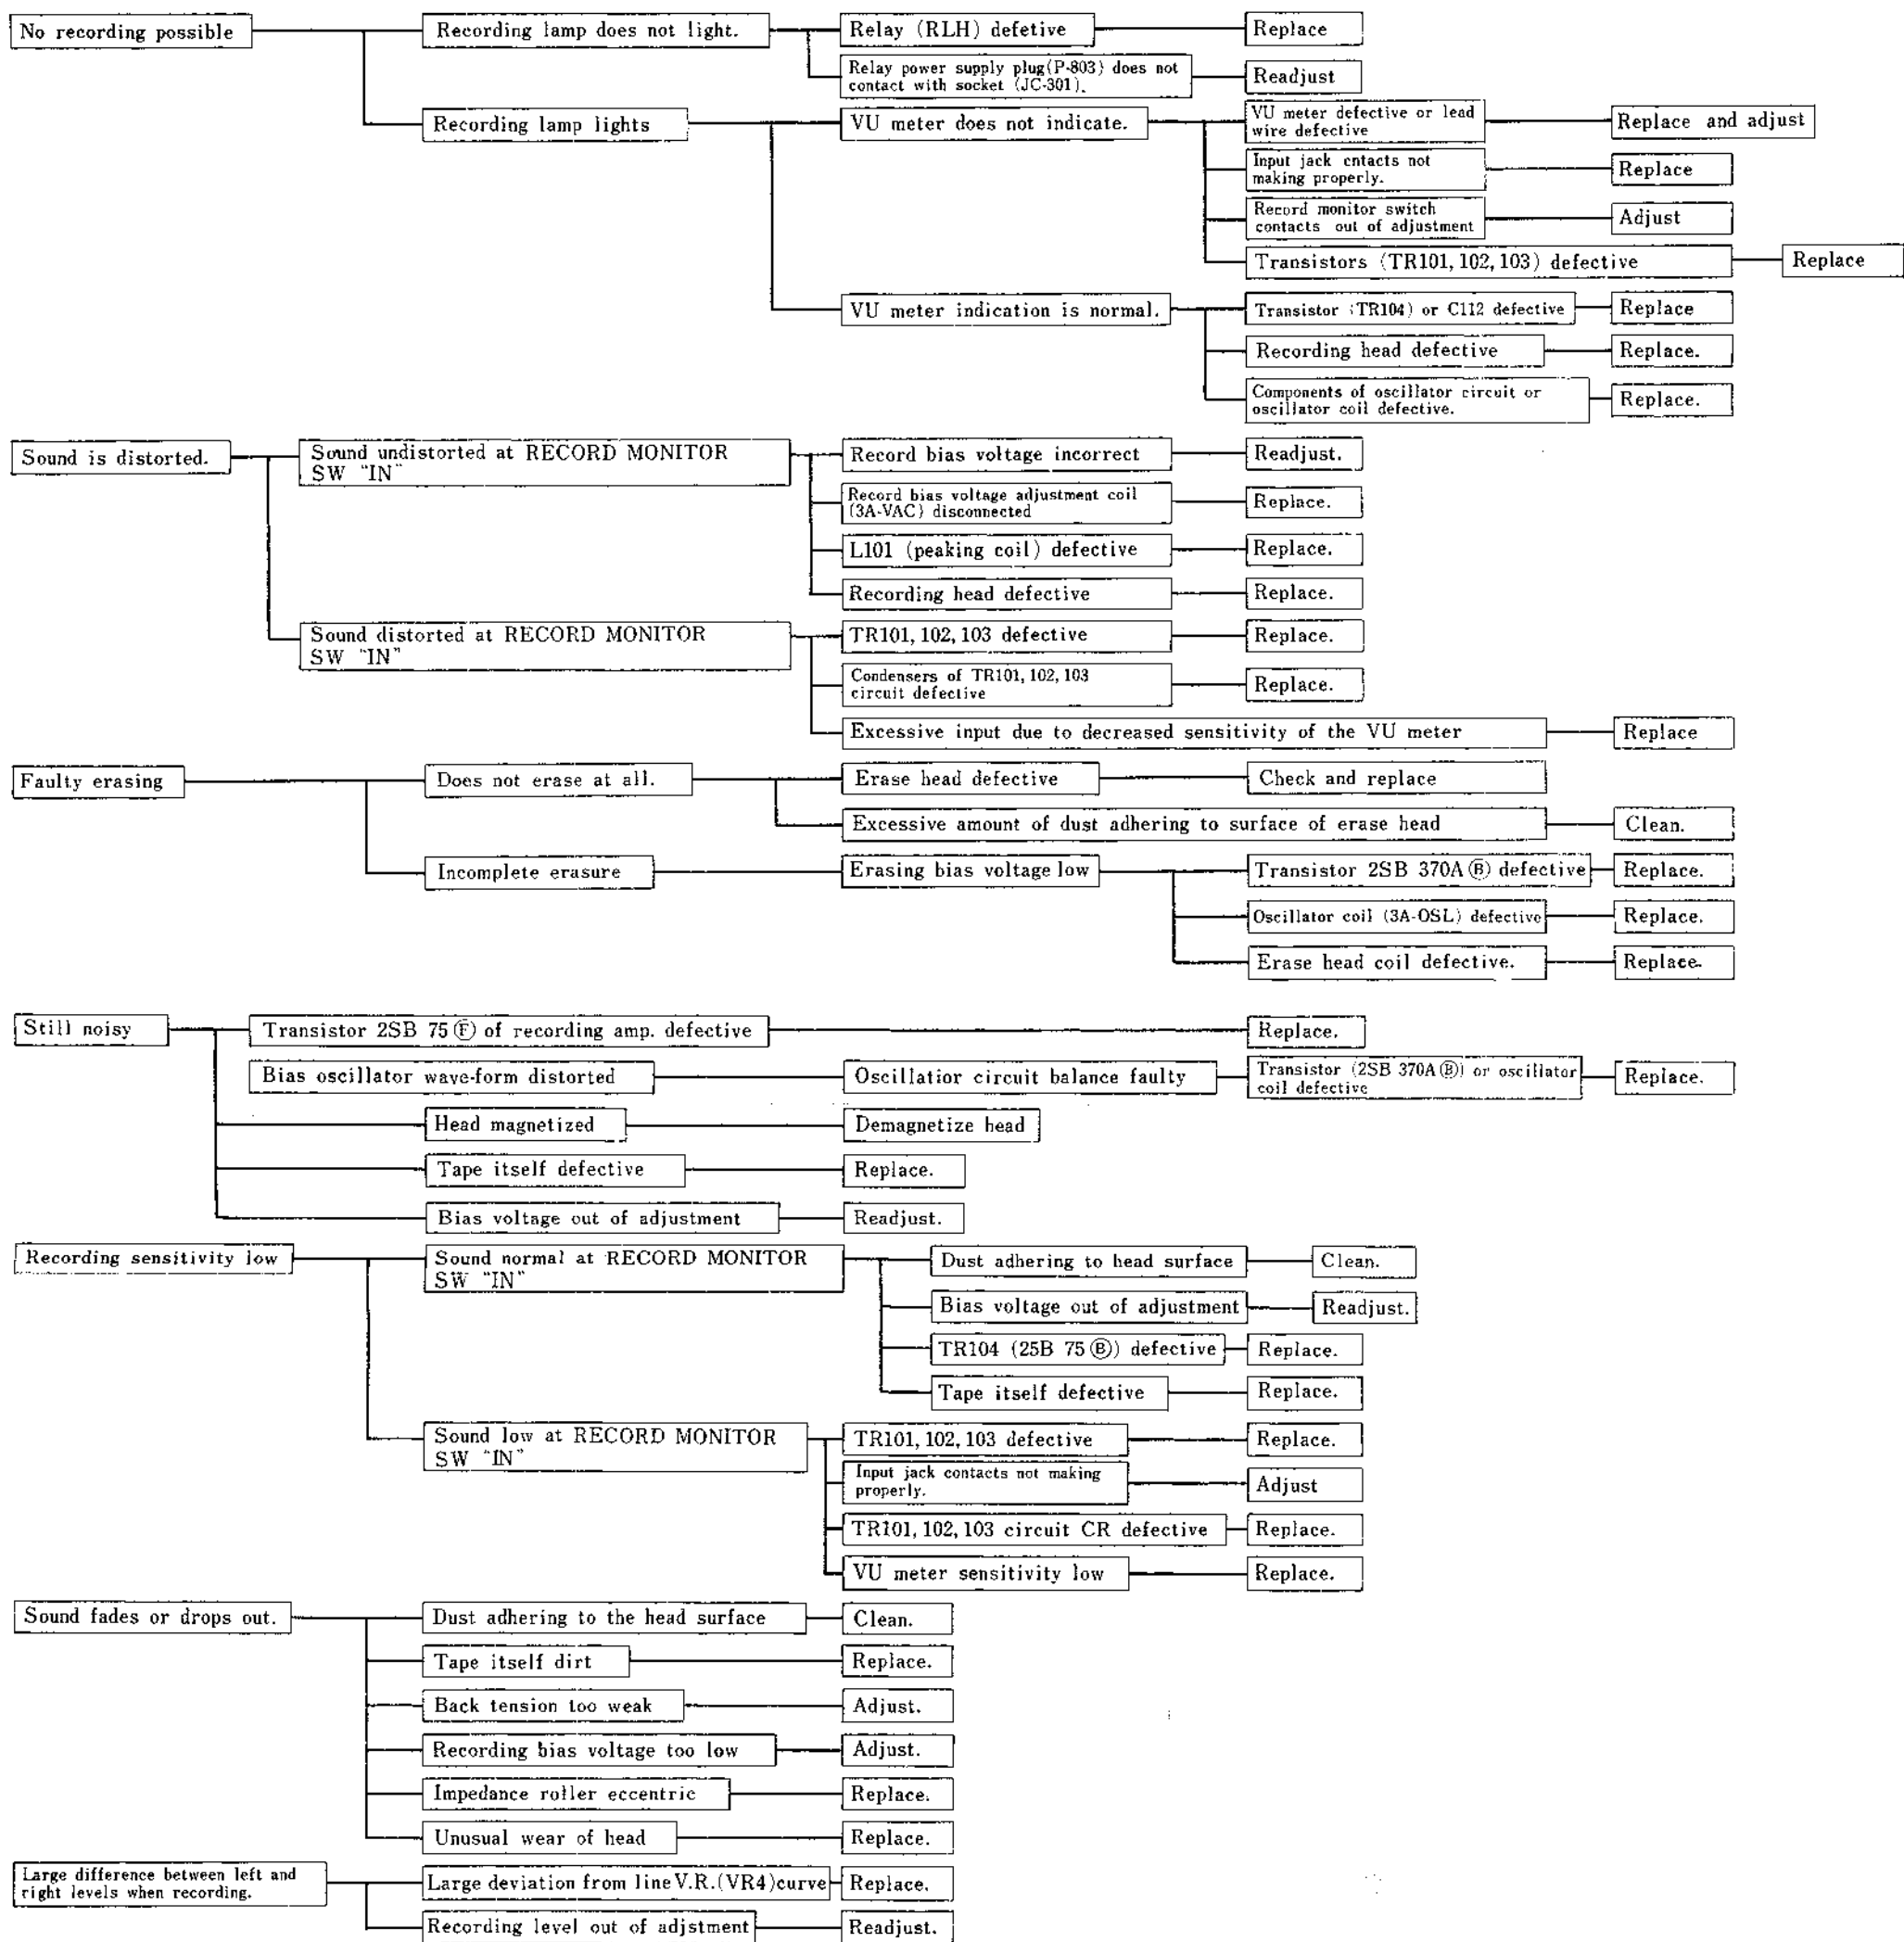 No recording possible
Recording lamp does not light.
Relay (RLH) defetive
Replace
Relay power supply plug(P-803) does not
contact with socket (JC-301).
Readjust
Recording lamp lights
VU meter does not indicate.
VU meter defective or lead
wire defective
Replace and adjust
Input jack cntacts not
making properly.
Replace
Record monitor switch
contacts out of adjustment
Adjust
Transistors (TR101, 102, 103) defective
Replace
VU meter indication is normal.
Transistor (TR104) or C112 defective
Replace
Recording head defective
Replace.
Components of oscillator circuit or
oscillator coil defective.
Replace.
Sound is distorted.
Sound undistorted at RECORD MONITOR
SW "IN"
Record bias voltage incorrect
Readjust.
Record bias voltage adjustment coil
(3A-VAC) disconnected
Replace.
L101 (peaking coil) defective
Replace.
Recording head defective
Replace.
Sound distorted at RECORD MONITOR
SW "IN"
TR101, 102, 103 defective
Replace.
Condensers of TR101, 102, 103
circuit defective
Replace.
Excessive input due to decreased sensitivity of the VU meter
Replace
Faulty erasing
Does not erase at all.
Erase head defective
Check and replace
Excessive amount of dust adhering to surface of erase head
Clean.
Incomplete erasure
Erasing bias voltage low
Transistor 2SB 370A Ⓑ defective
Replace.
Oscillator coil (3A-OSL) defective
Replace.
Erase head coil defective.
Replace.
Still noisy
Transistor 2SB 75 Ⓕ of recording amp. defective
Replace.
Bias oscillator wave-form distorted
Oscillatior circuit balance faulty
Transistor (2SB 370A Ⓑ) or oscillator
coil defective
Replace.
Head magnetized
Demagnetize head
Tape itself defective
Replace.
Bias voltage out of adjustment
Readjust.
Recording sensitivity low
Sound normal at RECORD MONITOR
SW "IN"
Dust adhering to head surface
Clean.
Bias voltage out of adjustment
Readjust.
TR104 (25B 75 Ⓑ) defective
Replace.
Tape itself defective
Replace.
Sound low at RECORD MONITOR
SW "IN"
TR101, 102, 103 defective
Replace.
Input jack contacts not making
properly.
Adjust
TR101, 102, 103 circuit CR defective
Replace.
VU meter sensitivity low
Replace.
Sound fades or drops out.
Dust adhering to the head surface
Clean.
Tape itself dirt
Replace.
Back tension too weak
Adjust.
Recording bias voltage too low
Adjust.
Impedance roller eccentric
Replace.
Unusual wear of head
Replace.
Large difference between left and
right levels when recording.
Large deviation from line V.R.(VR4)curve
Replace.
Recording level out of adjstment
Readjust.